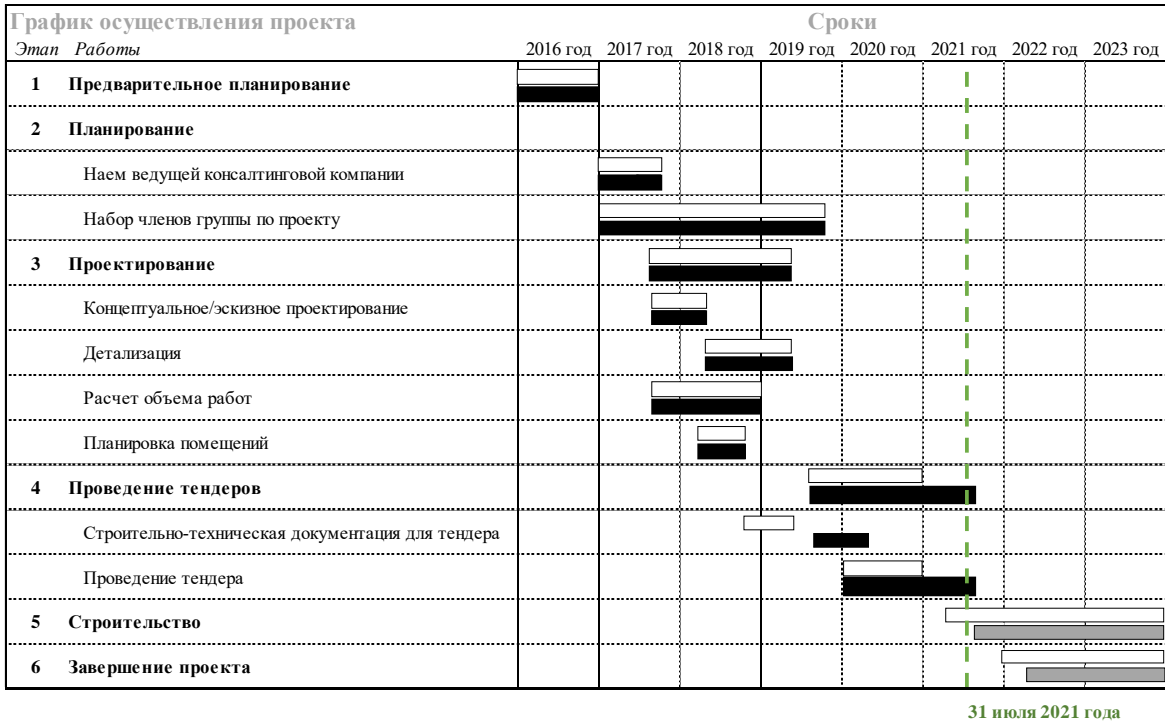 График осуществления проекта Сроки
Этап Работы 2016 год 2017 год 2018 год 2019 год 2020 год 2021 год 2022 год 2023 год
1 Предварительное планирование
2 Планирование
Наем ведущей консалтинговой компании
Набор членов группы по проекту
3 Проектирование
Концептуальное/эскизное проектирование
Детализация
Расчет объема работ
Планировка помещений
4 Проведение тендеров
Строительно-техническая документация для тендера
Проведение тендера
5 Строительство
6 Завершение проекта
31 июля 2021 года